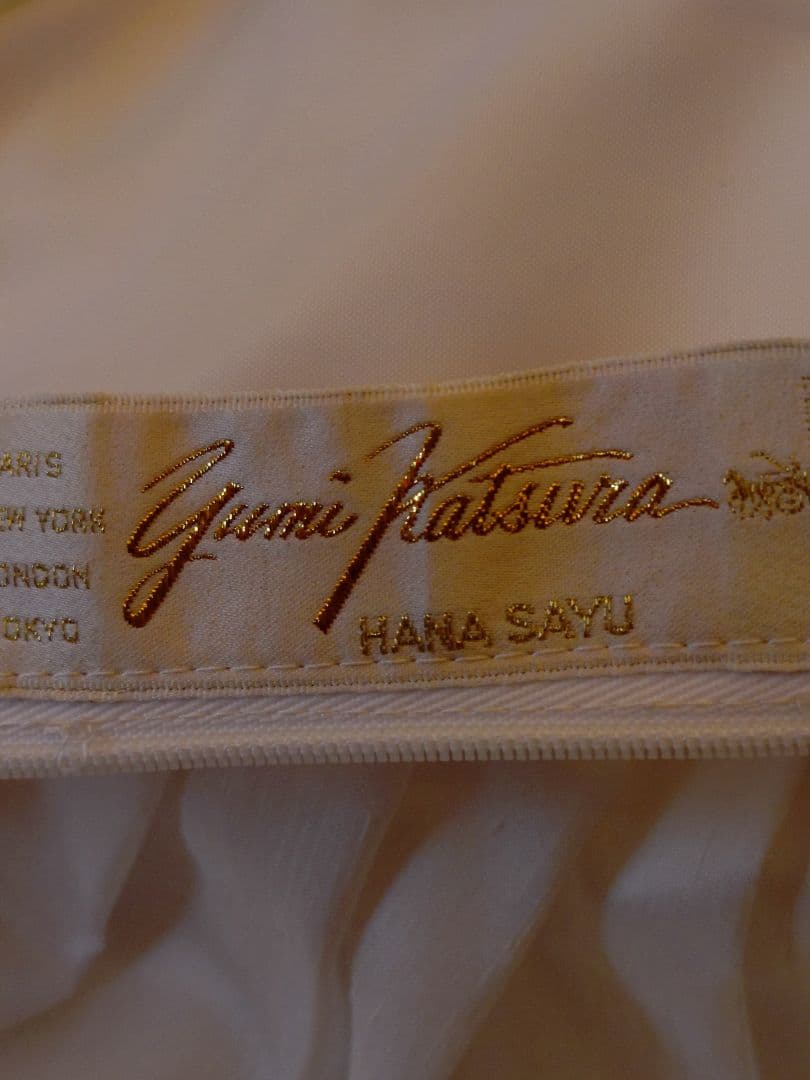 ARIS
EW YORK
ONDON
OKYO
Yumi Katsura
HANA SAYU